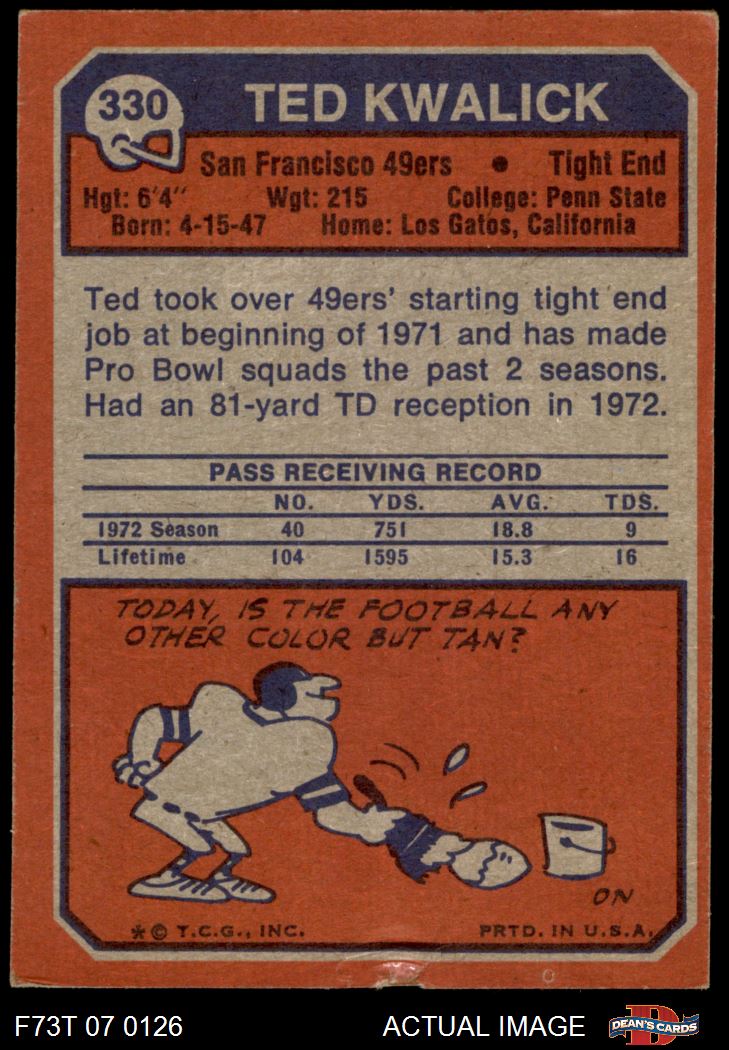 330
TED KWALICK
San Francisco 49ers • Tight End
Hgt: 6'4" Wgt: 215 College: Penn State
Born: 4-15-47 Home: Los Gatos, California
Ted took over 49ers' starting tight end
job at beginning of 1971 and has made
Pro Bowl squads the past 2 seasons.
Had an 81-yard TD reception in 1972.
PASS RECEIVING RECORD
NO. YDS. AVG. TDS.
1972 Season 40 751 18.8 9
Lifetime 104 1595 15.3 16
TODAY, IS THE FOOTBALL ANY
OTHER COLOR BUT TAN?
ON
* © T.C.G., INC. PRTD. IN U.S.A.
F73T 07 0126 ACTUAL IMAGE DEAN'S CARDS